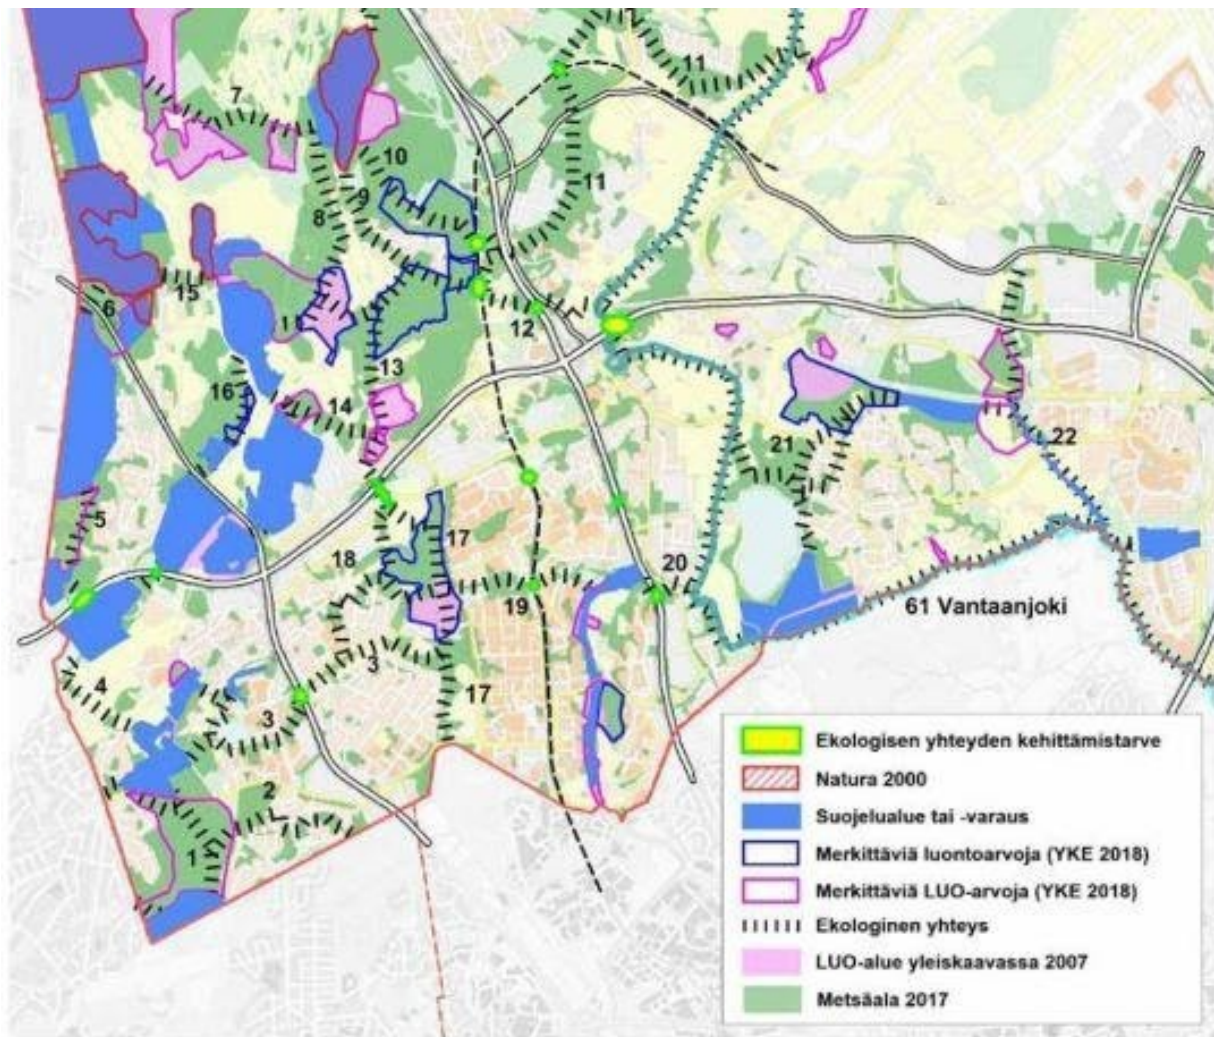 11
7
10
9
11
8
15
6
12
13
16
14
21
22
5
17
18
20
19
61 Vantaanjoki
3
4
17
3
2
1
Ekologisen yhteyden kehittämistarve
Natura 2000
Suojelualue tai -varaus
Merkittäviä luontoarvoja (YKE 2018)
Merkittäviä LUO-arvoja (YKE 2018)
Ekologinen yhteys
LUO-alue yleiskaavassa 2007
Metsäala 2017